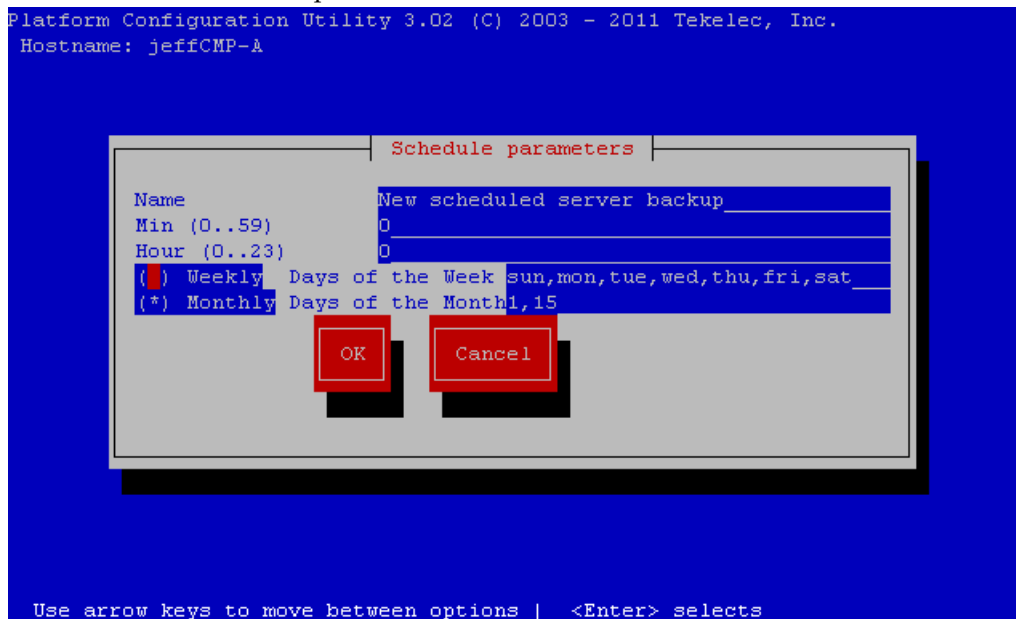 Platform Configuration Utility 3.02 (C) 2003 - 2011 Tekelec, Inc.
Hostname: jeffCMP-A
Schedule parameters
Name New scheduled server backup
Min (0..59) 0
Hour (0..23) 0
( ) Weekly Days of the Week sun,mon,tue,wed,thu,fri,sat
(*) Monthly Days of the Month1,15
OK Cancel
Use arrow keys to move between options | <Enter> selects